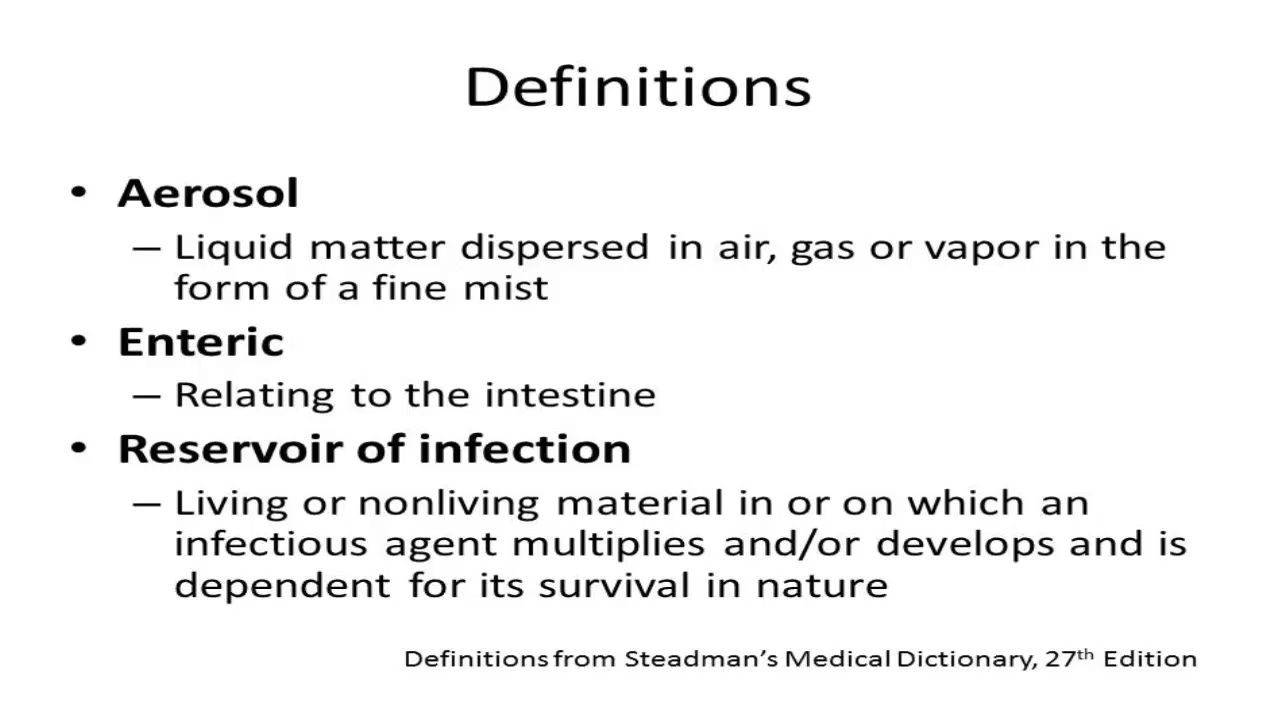 Definitions
• Aerosol
– Liquid matter dispersed in air, gas or vapor in the
form of a fine mist
• Enteric
– Relating to the intestine
• Reservoir of infection
– Living or nonliving material in or on which an
infectious agent multiplies and/or develops and is
dependent for its survival in nature
Definitions from Steadman’s Medical Dictionary, 27th Edition